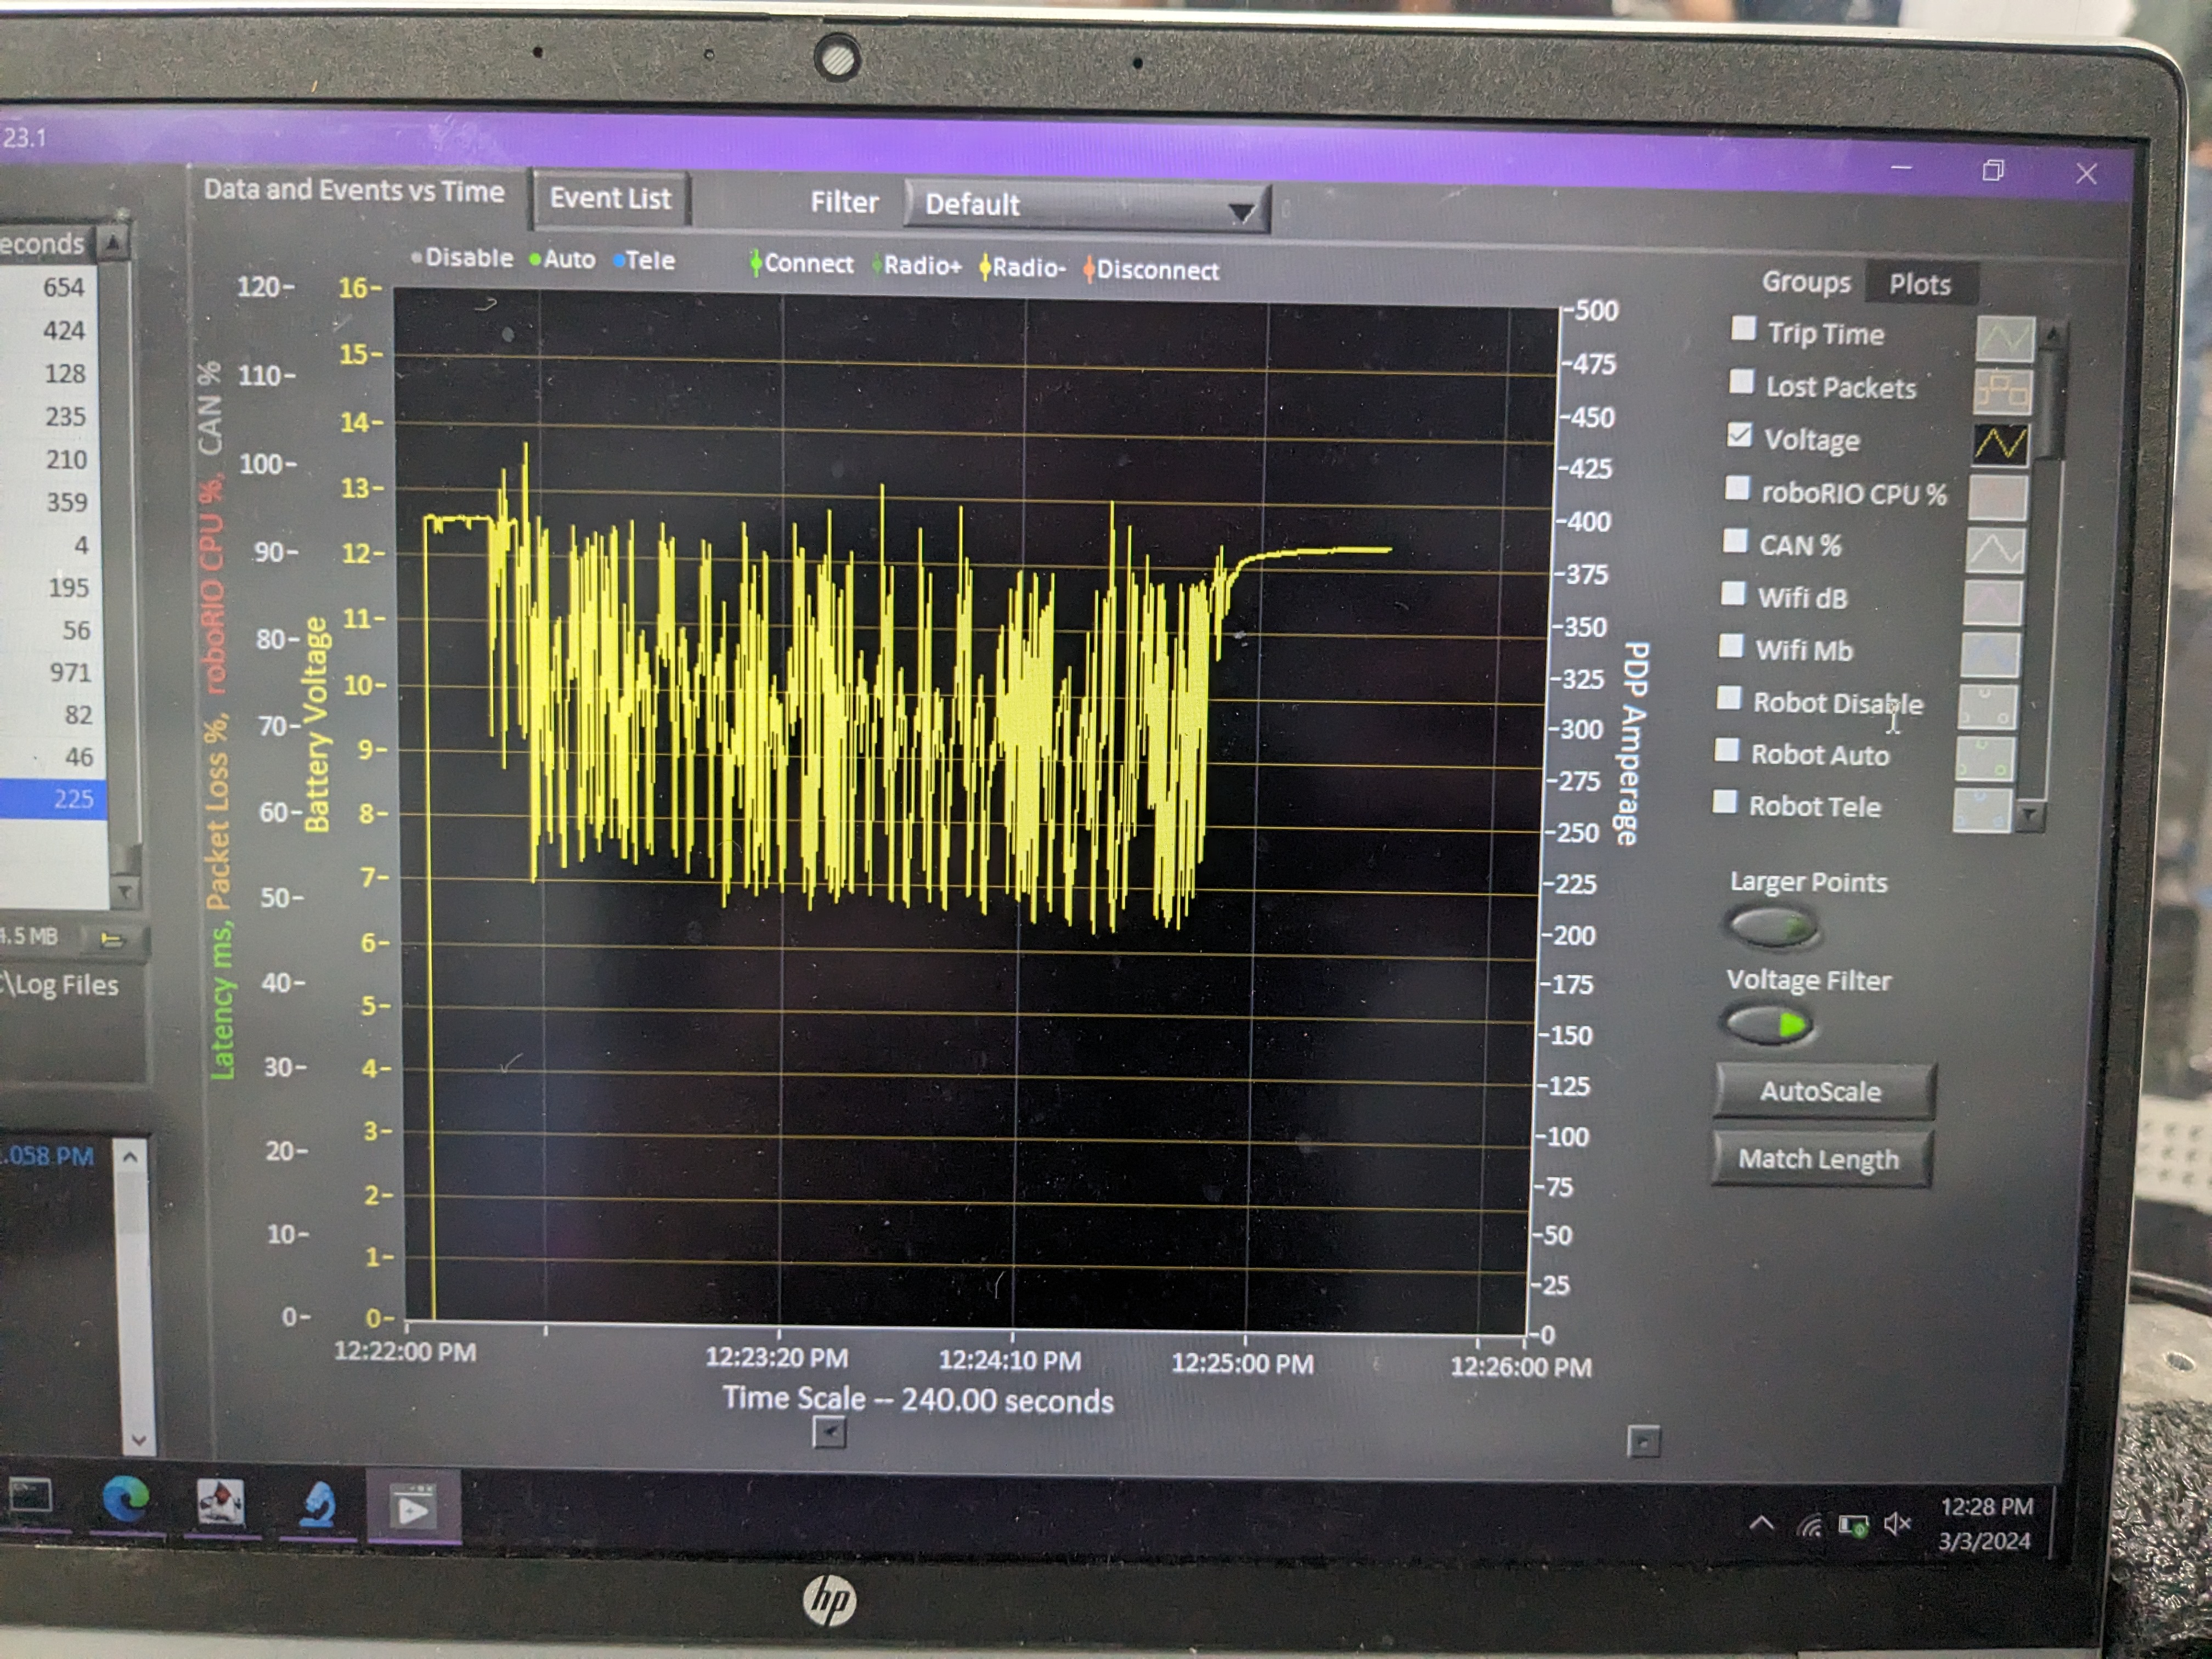 23.1
Data and Events vs Time
Event List
Filter
Default
Disable Auto Tele Connect Radio+ Radio- Disconnect
econds
654
424
128
235
210
359
4
195
56
971
82
46
225
4.5 MB
:\Log Files
.058 PM
Latency ms, Packet Loss %, roboRIO CPU %, CAN %
120
110
100
90
80
70
60
50
40
30
20
10
0
Battery Voltage
16
15
14
13
12
11
10
9
8
7
6
5
4
3
2
1
0
500
475
450
425
400
375
350
325
300
275
250
225
200
175
150
125
100
75
50
25
0
PDP Amperage
12:22:00 PM 12:23:20 PM 12:24:10 PM 12:25:00 PM 12:26:00 PM
Time Scale -- 240.00 seconds
Groups Plots
Trip Time
Lost Packets
Voltage
roboRIO CPU %
CAN %
Wifi dB
Wifi Mb
Robot Disable
Robot Auto
Robot Tele
Larger Points
Voltage Filter
AutoScale
Match Length
12:28 PM
3/3/2024
hp